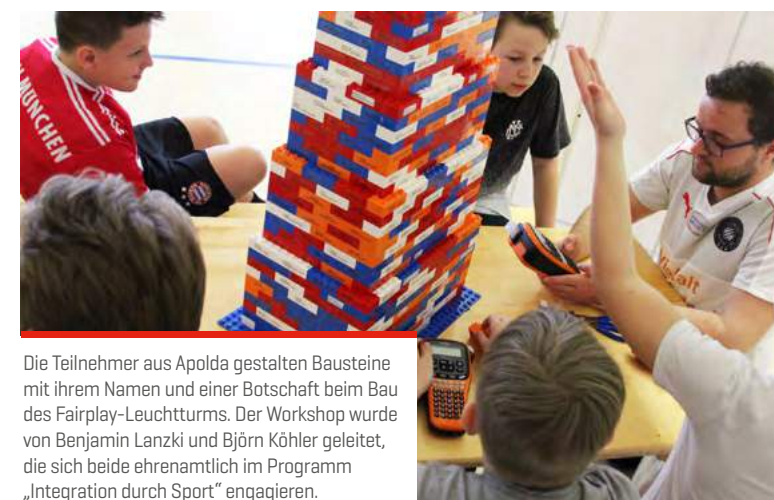 MÜNCHEN
Vielfalt
Die Teilnehmer aus Apolda gestalten Bausteine
mit ihrem Namen und einer Botschaft beim Bau
des Fairplay-Leuchtturms. Der Workshop wurde
von Benjamin Lanzki und Björn Köhler geleitet,
die sich beide ehrenamtlich im Programm
„Integration durch Sport“ engagieren.